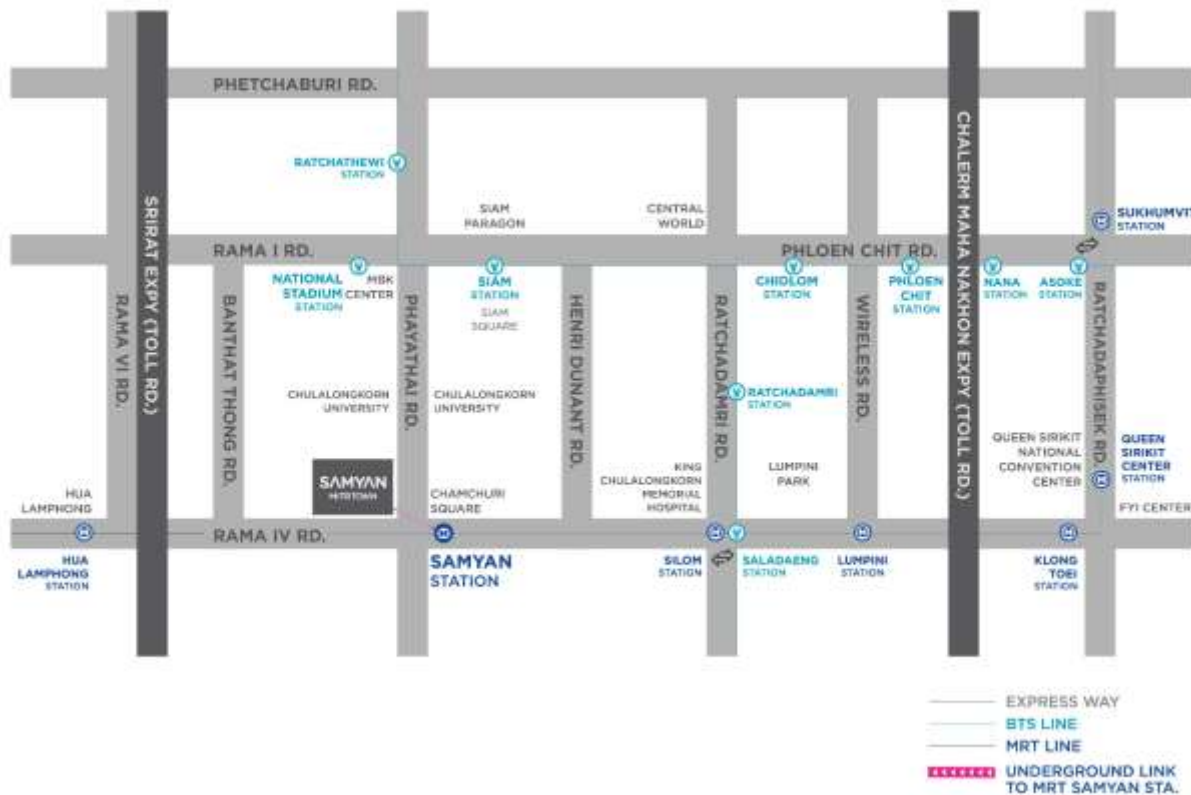 PHETCHABURI RD.
RATCHATHEWI
STATION
SIAM
PARAGON
CENTRAL
WORLD
SUKHUMVIT
STATION
RAMA I RD.
PHLOEN CHIT RD.
NATIONAL
STADIUM
STATION
MBK
CENTER
SIAM
STATION
SIAM
SQUARE
CHIDLOM
STATION
PHLOEN
CHIT
STATION
NANA
STATION
ASOKE
STATION
RAMA VI RD.
SRIRAT EXPY (TOLL RD.)
BANTHAT THONG RD.
PHAYATHAI RD.
HENRI DUNANT RD.
RATCHADAMRI RD.
WIRELESS RD.
CHALERM MAHA NAKHON EXPY (TOLL RD.)
RATCHADAPHISEK RD.
CHULALONGKORN
UNIVERSITY
CHULALONGKORN
UNIVERSITY
RATCHADAMRI
STATION
QUEEN SIRIKIT
NATIONAL
CONVENTION
CENTER
QUEEN
SIRIKIT
CENTER
STATION
SAMYAN
MITRTOWN
HUA
LAMPHONG
CHAMCHURI
SQUARE
KING
CHULALONGKORN
MEMORIAL
HOSPITAL
LUMPINI
PARK
FYI CENTER
RAMA IV RD.
HUA
LAMPHONG
STATION
SAMYAN
STATION
SILOM
STATION
SALADAENG
STATION
LUMPINI
STATION
KLONG
TOEI
STATION
EXPRESS WAY
BTS LINE
MRT LINE
UNDERGROUND LINK
TO MRT SAMYAN STA.